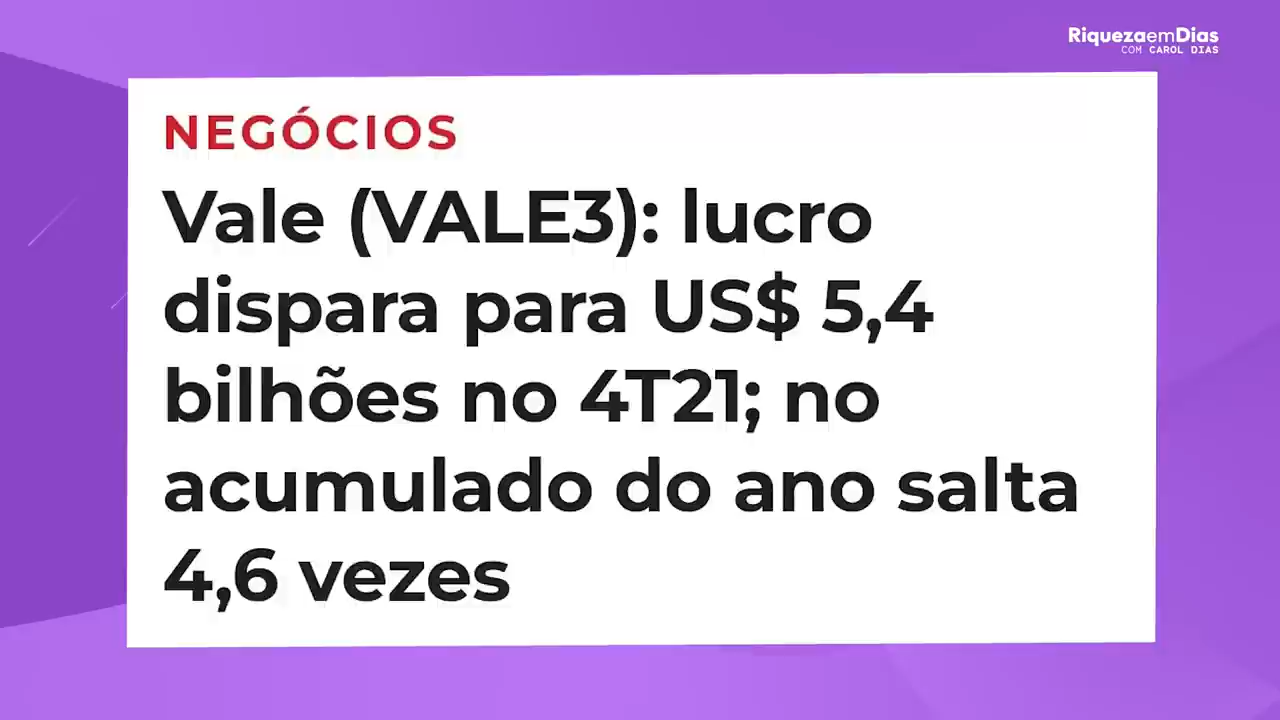 RiquezaemDias
COM CAROL DIAS
NEGÓCIOS
Vale (VALE3): lucro
dispara para US$ 5,4
bilhões no 4T21; no
acumulado do ano salta
4,6 vezes